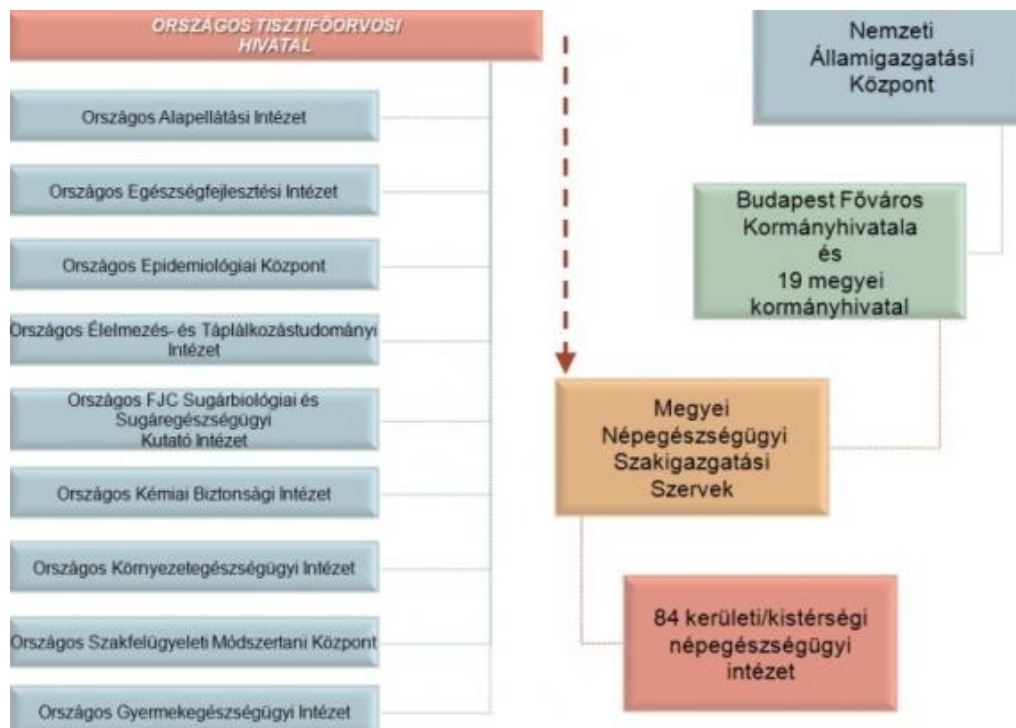 ORSZÁGOS TISZTIFŐORVOSI
HIVATAL
Országos Alapellátási Intézet
Országos Egészségfejlesztési Intézet
Országos Epidemiológiai Központ
Országos Élelmezés- és Táplálkozástudományi
Intézet
Országos FJC Sugárbiológiai és
Sugáregészségügyi
Kutató Intézet
Országos Kémiai Biztonsági Intézet
Országos Környezetegészségügyi Intézet
Országos Szakfelügyeleti Módszertani Központ
Országos Gyermekegészségügyi Intézet
Nemzeti
Államigazgatási
Központ
Budapest Főváros
Kormányhivatala
és
19 megyei
kormányhivatal
Megyei
Népegészségügyi
Szakigazgatási
Szervek
84 kerületi/kistérségi
népegészségügyi
intézet